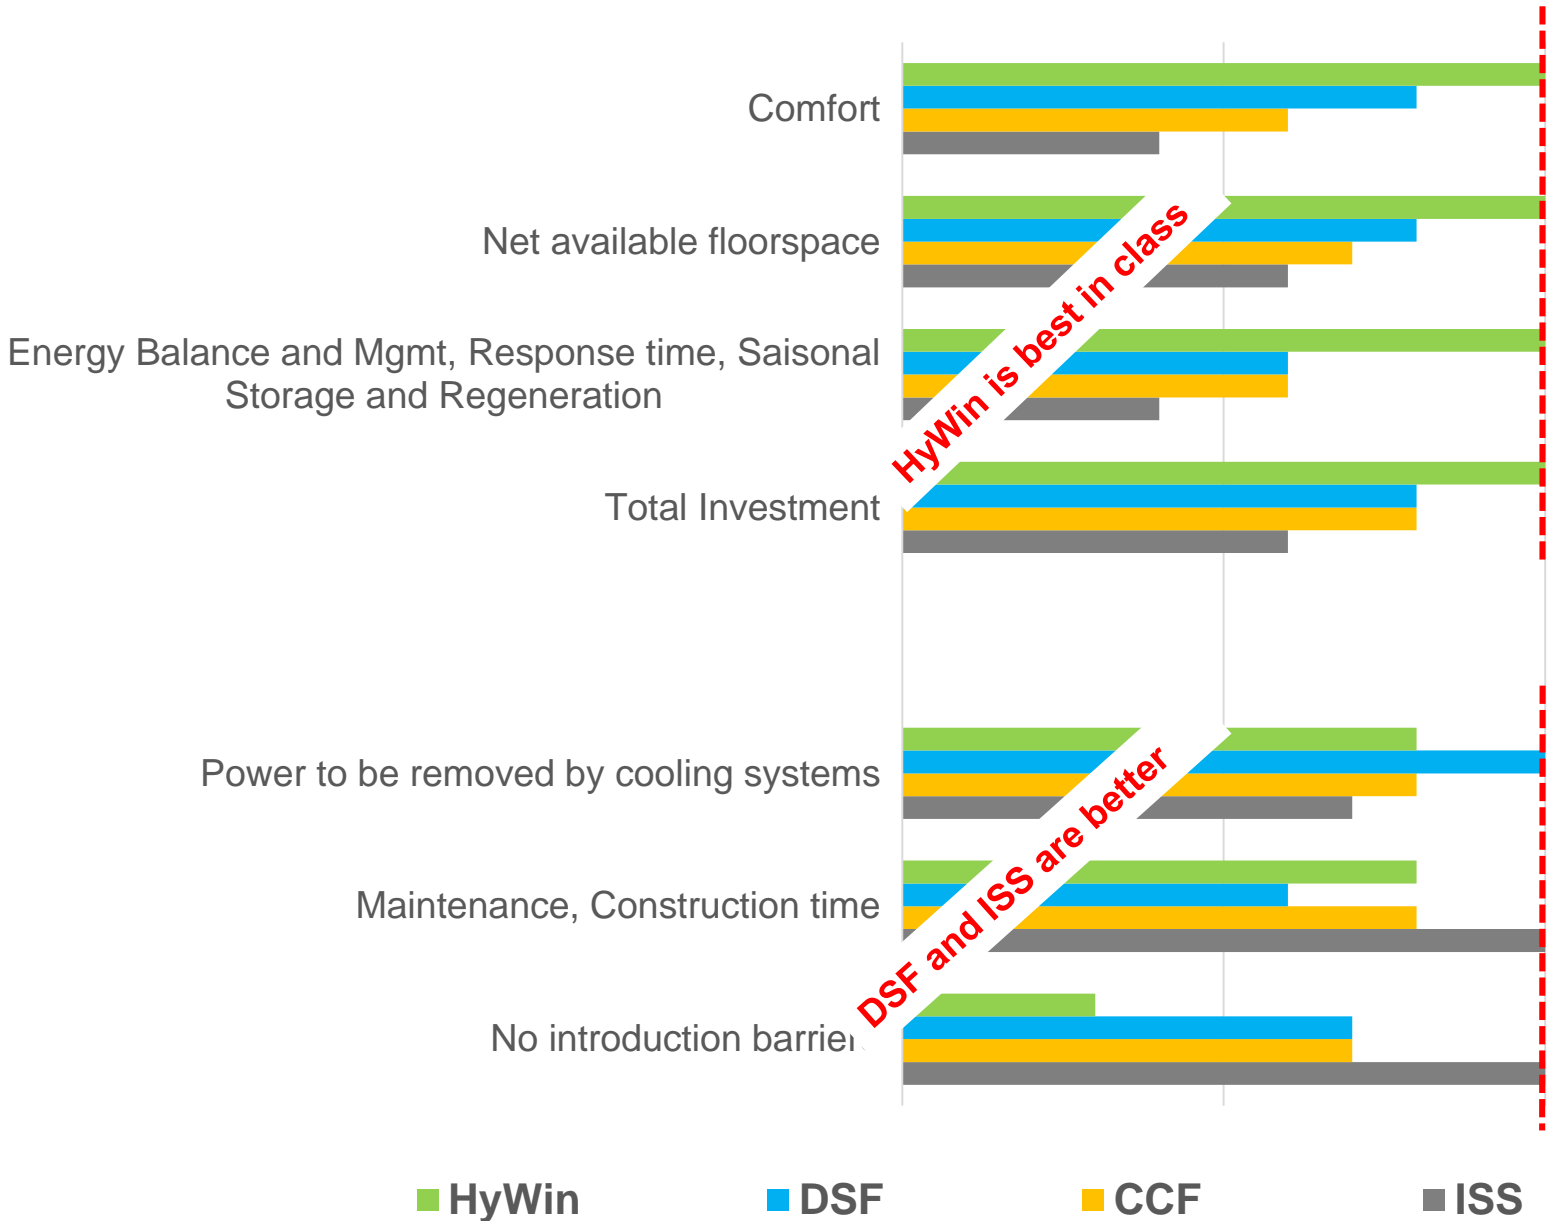 Comfort
Net available floorspace
HyWin is best in class
Energy Balance and Mgmt, Response time, Saisonal
Storage and Regeneration
Total Investment
Power to be removed by cooling systems
DSF and ISS are better
Maintenance, Construction time
No introduction barrier
HyWin
DSF
CCF
ISS